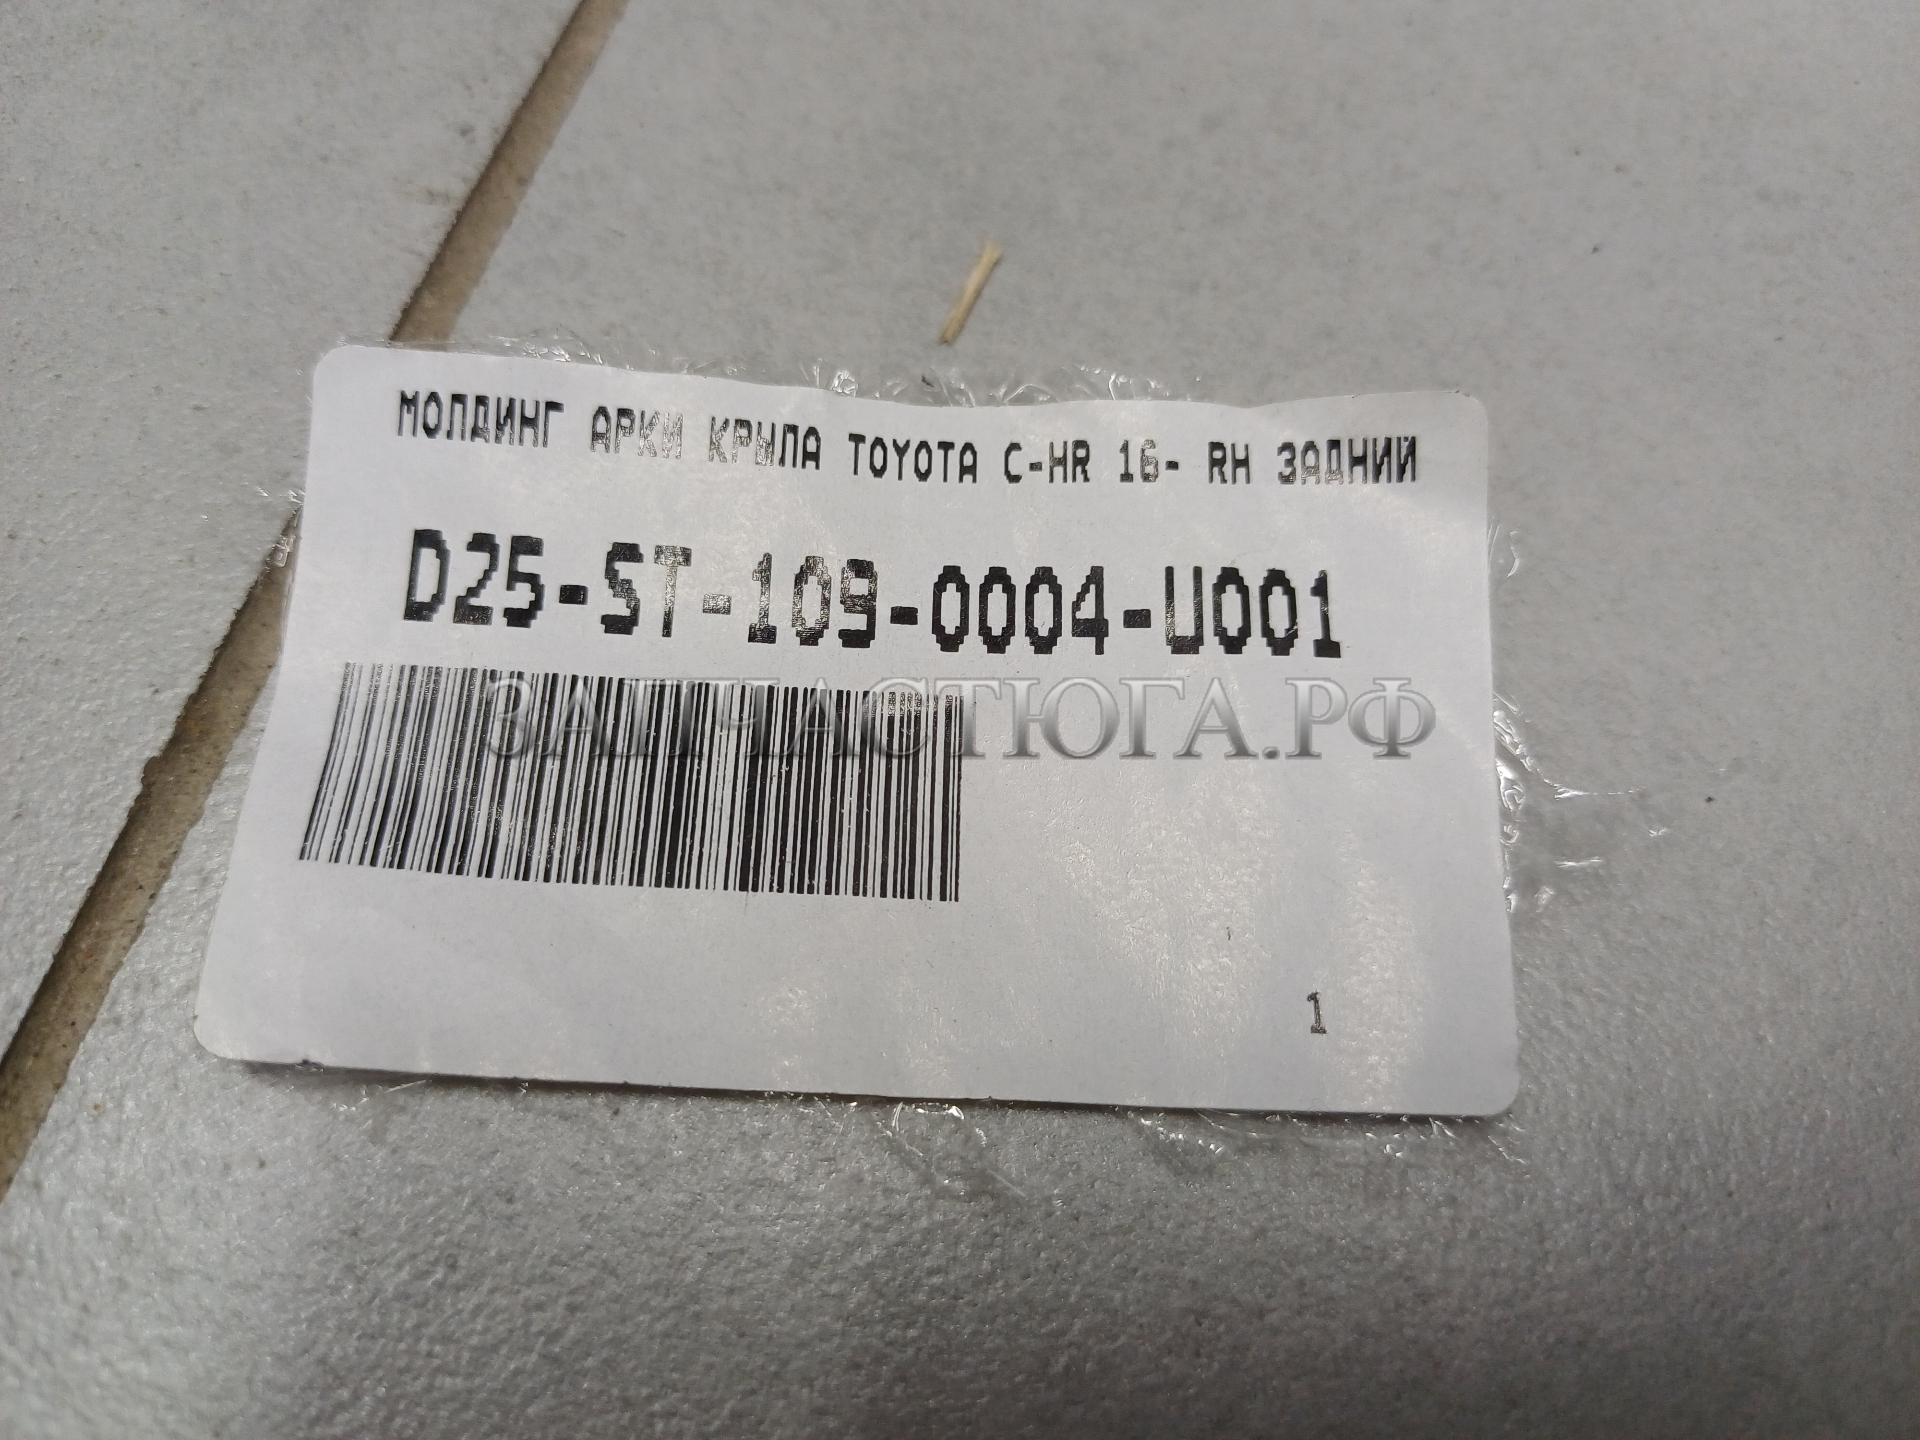 МОЛДИНГ АРКИ КРЫЛА TOYOTA C-HR 16- RH ЗАДНИЙ
D25-ST-109-0004-U001
ЗАПЧАСТЮГА.РФ
1